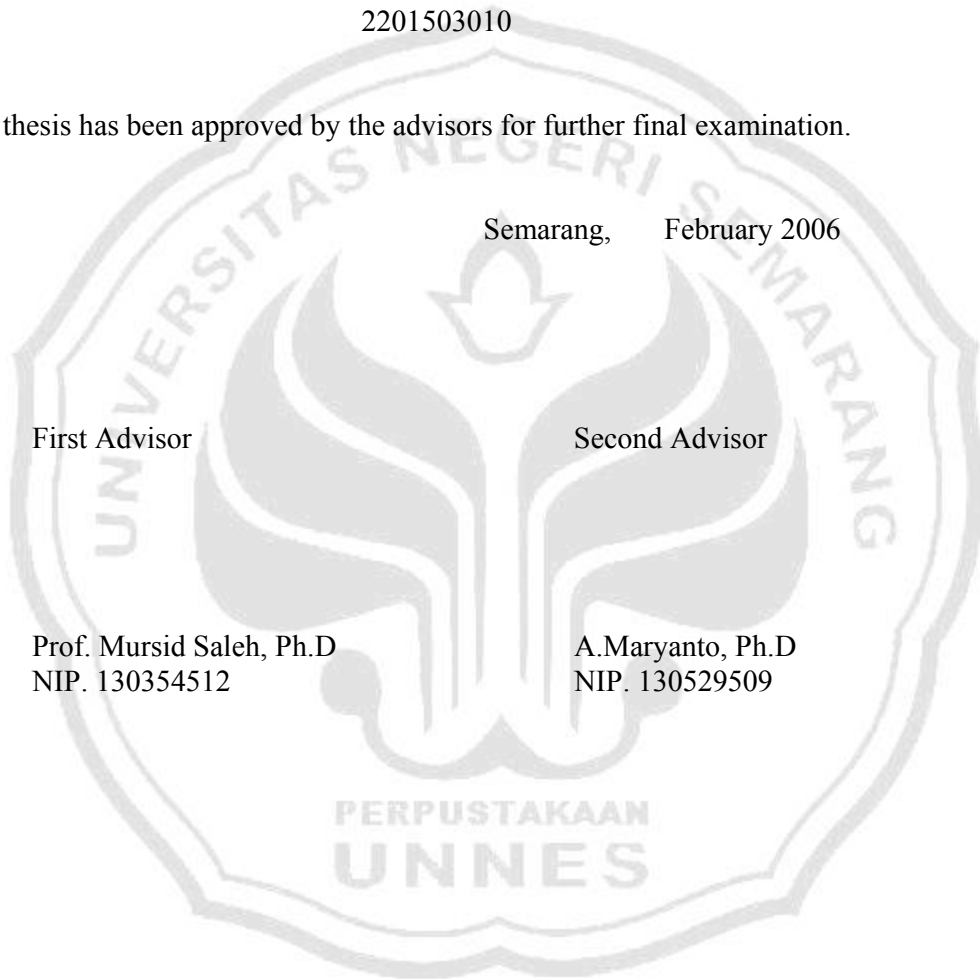 2201503010
thesis has been approved by the advisors for further final examination.
Semarang, February 2006
First Advisor Second Advisor
Prof. Mursid Saleh, Ph.D A.Maryanto, Ph.D
NIP. 130354512 NIP. 130529509
UNIVERSITAS NEGERI SEMARANG
PERPUSTAKAAN
UNNES